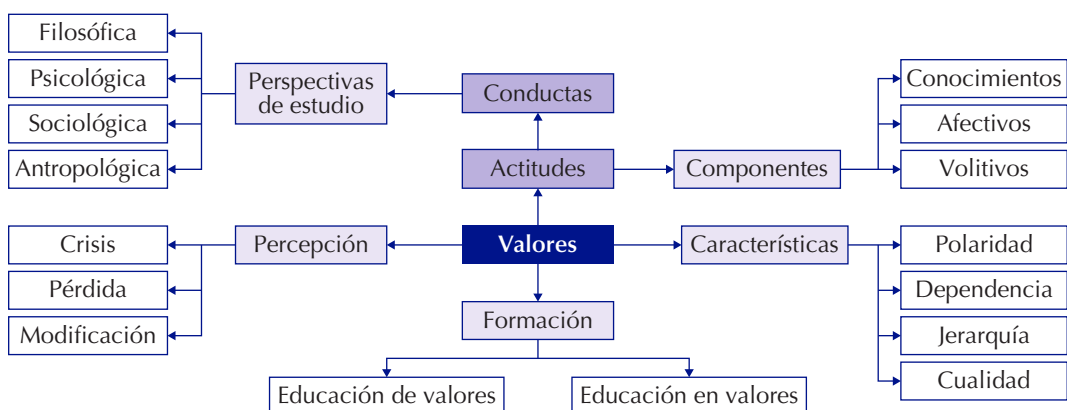 Filosófica
Psicológica
Sociológica
Antropológica
Perspectivas
de estudio
Conductas
Actitudes
Componentes
Conocimientos
Afectivos
Volitivos
Crisis
Pérdida
Modificación
Percepción
Valores
Características
Polaridad
Dependencia
Jerarquía
Cualidad
Formación
Educación de valores
Educación en valores